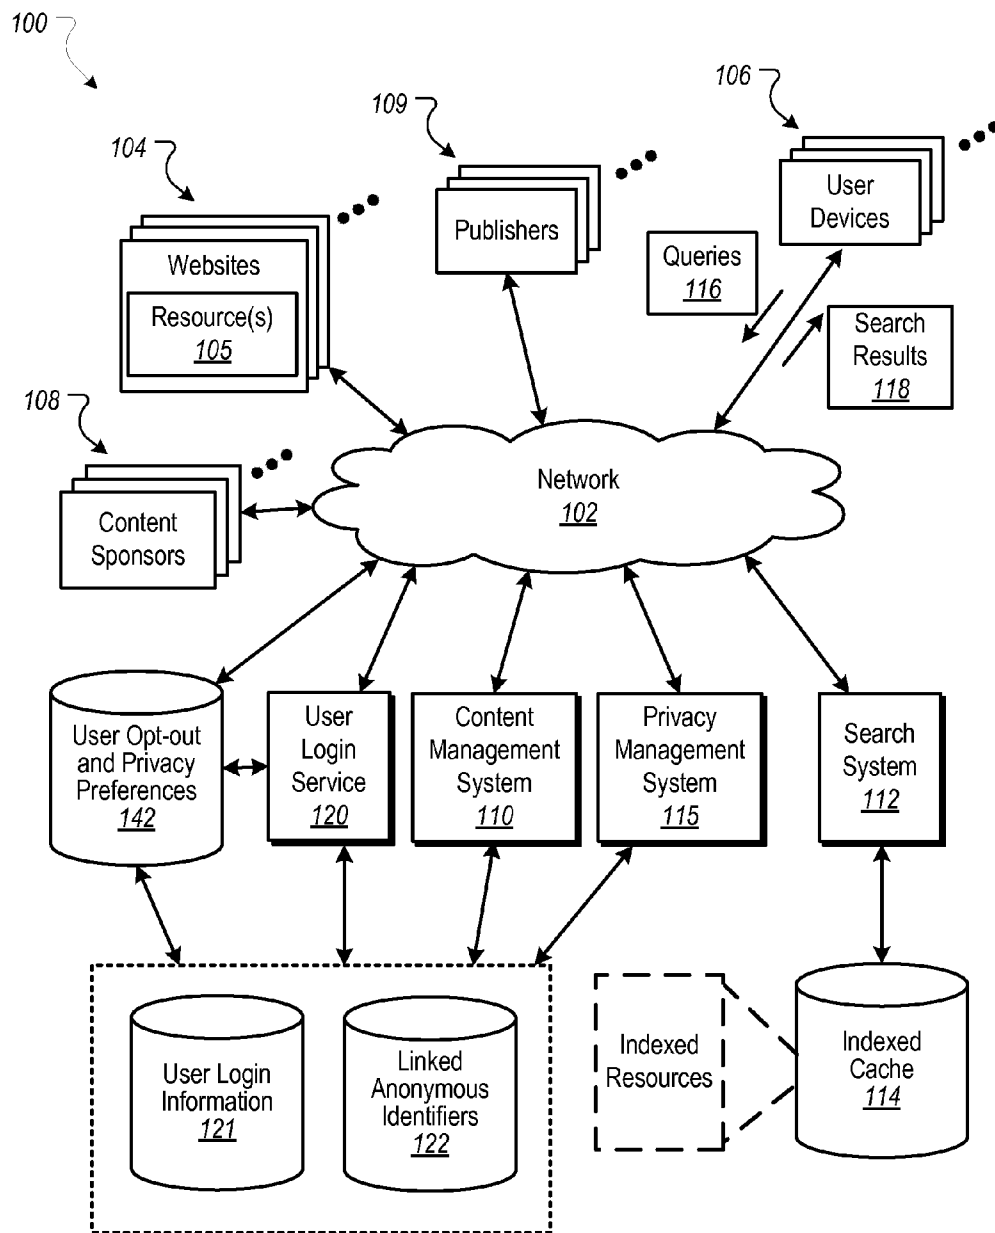 100
109
106
104
User
Devices
Publishers
Queries
116
Websites
Resource(s)
105
Search
Results
118
108
Network
102
Content
Sponsors
User Opt-out
and Privacy
Preferences
142
User
Login
Service
120
Content
Management
System
110
Privacy
Management
System
115
Search
System
112
User Login
Information
121
Linked
Anonymous
Identifiers
122
Indexed
Resources
Indexed
Cache
114